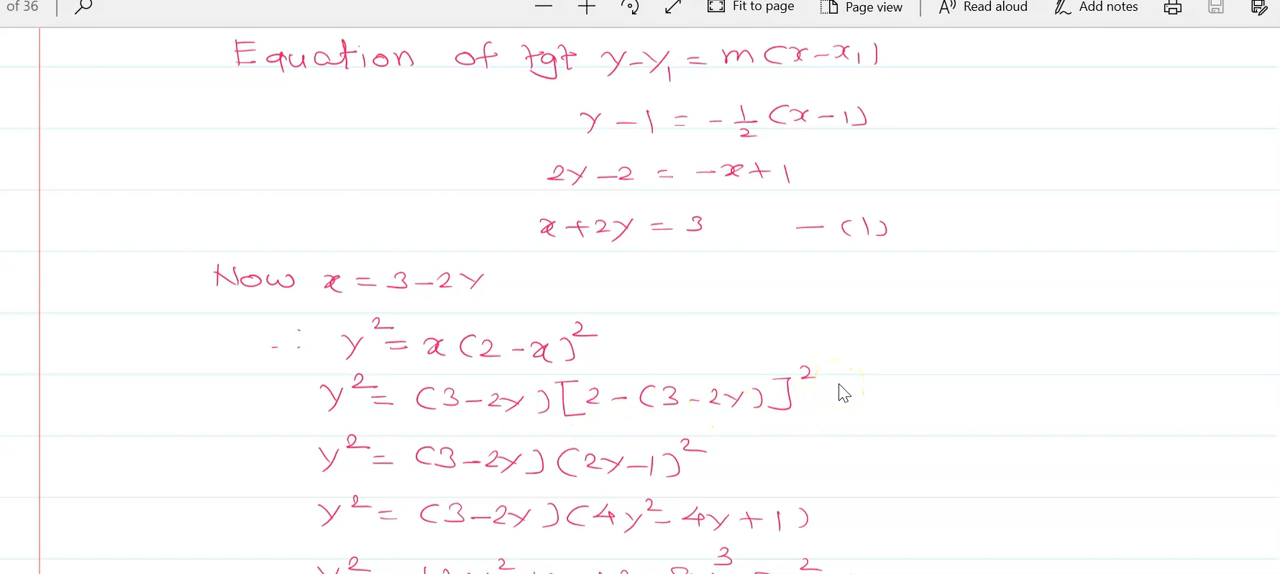 of 36 Fit to page Page view Read aloud Add notes
Equation of tgt y-y₁ = m(x-x₁)
y - 1 = - 1/2 (x - 1)
2y - 2 = -x + 1
x + 2y = 3 — (1)
Now x = 3 - 2y
∴ y² = x(2 - x)²
y² = (3 - 2y)[2 - (3 - 2y)]²
y² = (3 - 2y)(2y - 1)²
y² = (3 - 2y)(4y² - 4y + 1)